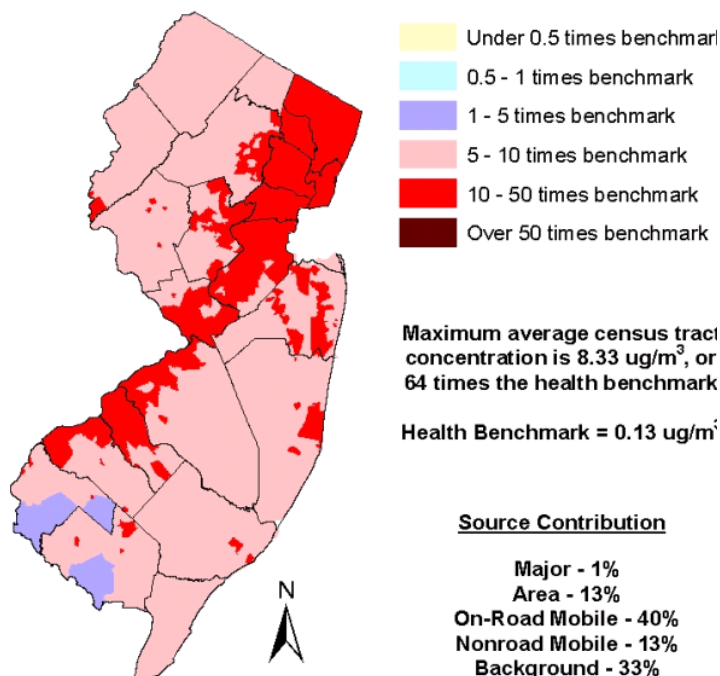 Under 0.5 times benchmark
0.5 - 1 times benchmark
1 - 5 times benchmark
5 - 10 times benchmark
10 - 50 times benchmark
Over 50 times benchmark
Maximum average census tract
concentration is 8.33 ug/m³, or
64 times the health benchmark
Health Benchmark = 0.13 ug/m³
Source Contribution
Major - 1%
Area - 13%
On-Road Mobile - 40%
Nonroad Mobile - 13%
Background - 33%
N